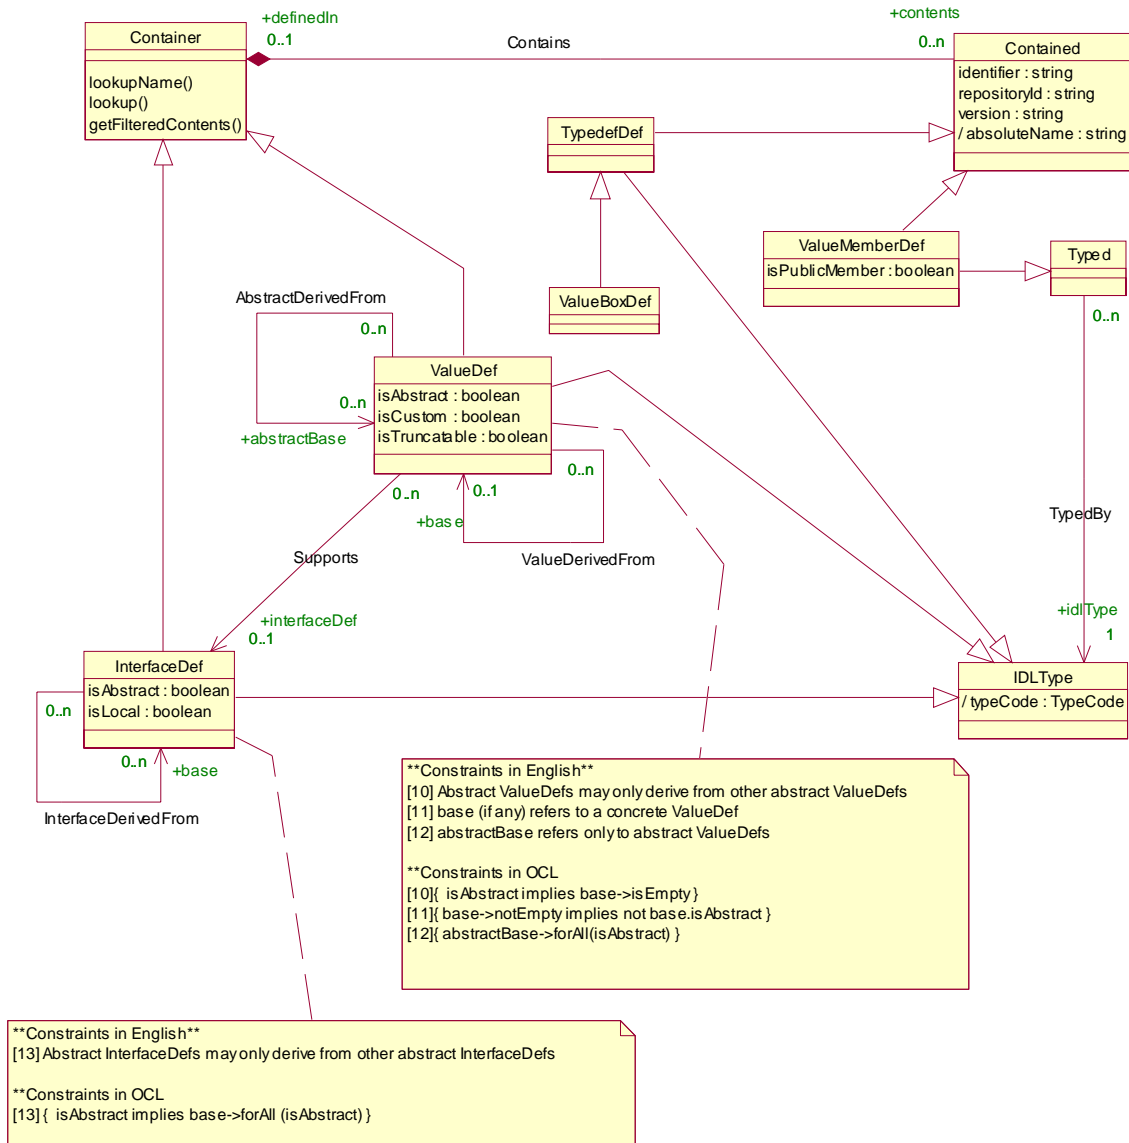 +definedIn
0..1
Contains
+contents
0..n
Container
lookupName()
lookup()
getFilteredContents()
Contained
identifier : string
repositoryId : string
version : string
/ absoluteName : string
TypedefDef
ValueMemberDef
isPublicMember : boolean
Typed
0..n
ValueBoxDef
AbstractDerivedFrom
0..n
0..n
+abstractBase
ValueDef
isAbstract : boolean
isCustom : boolean
isTruncatable : boolean
0..n
0..1
0..n
+base
ValueDerivedFrom
TypedBy
Supports
+interfaceDef
0..1
+idlType
1
InterfaceDef
isAbstract : boolean
isLocal : boolean
0..n
0..n
+base
InterfaceDerivedFrom
IDLType
/ typeCode : TypeCode
**Constraints in English**
[10] Abstract ValueDefs may only derive from other abstract ValueDefs
[11] base (if any) refers to a concrete ValueDef
[12] abstractBase refers only to abstract ValueDefs
**Constraints in OCL
[10]{ isAbstract implies base->isEmpty }
[11]{ base->notEmpty implies not base.isAbstract }
[12]{ abstractBase->forAll(isAbstract) }
**Constraints in English**
[13] Abstract InterfaceDefs may only derive from other abstract InterfaceDefs
**Constraints in OCL
[13] { isAbstract implies base->forAll (isAbstract) }